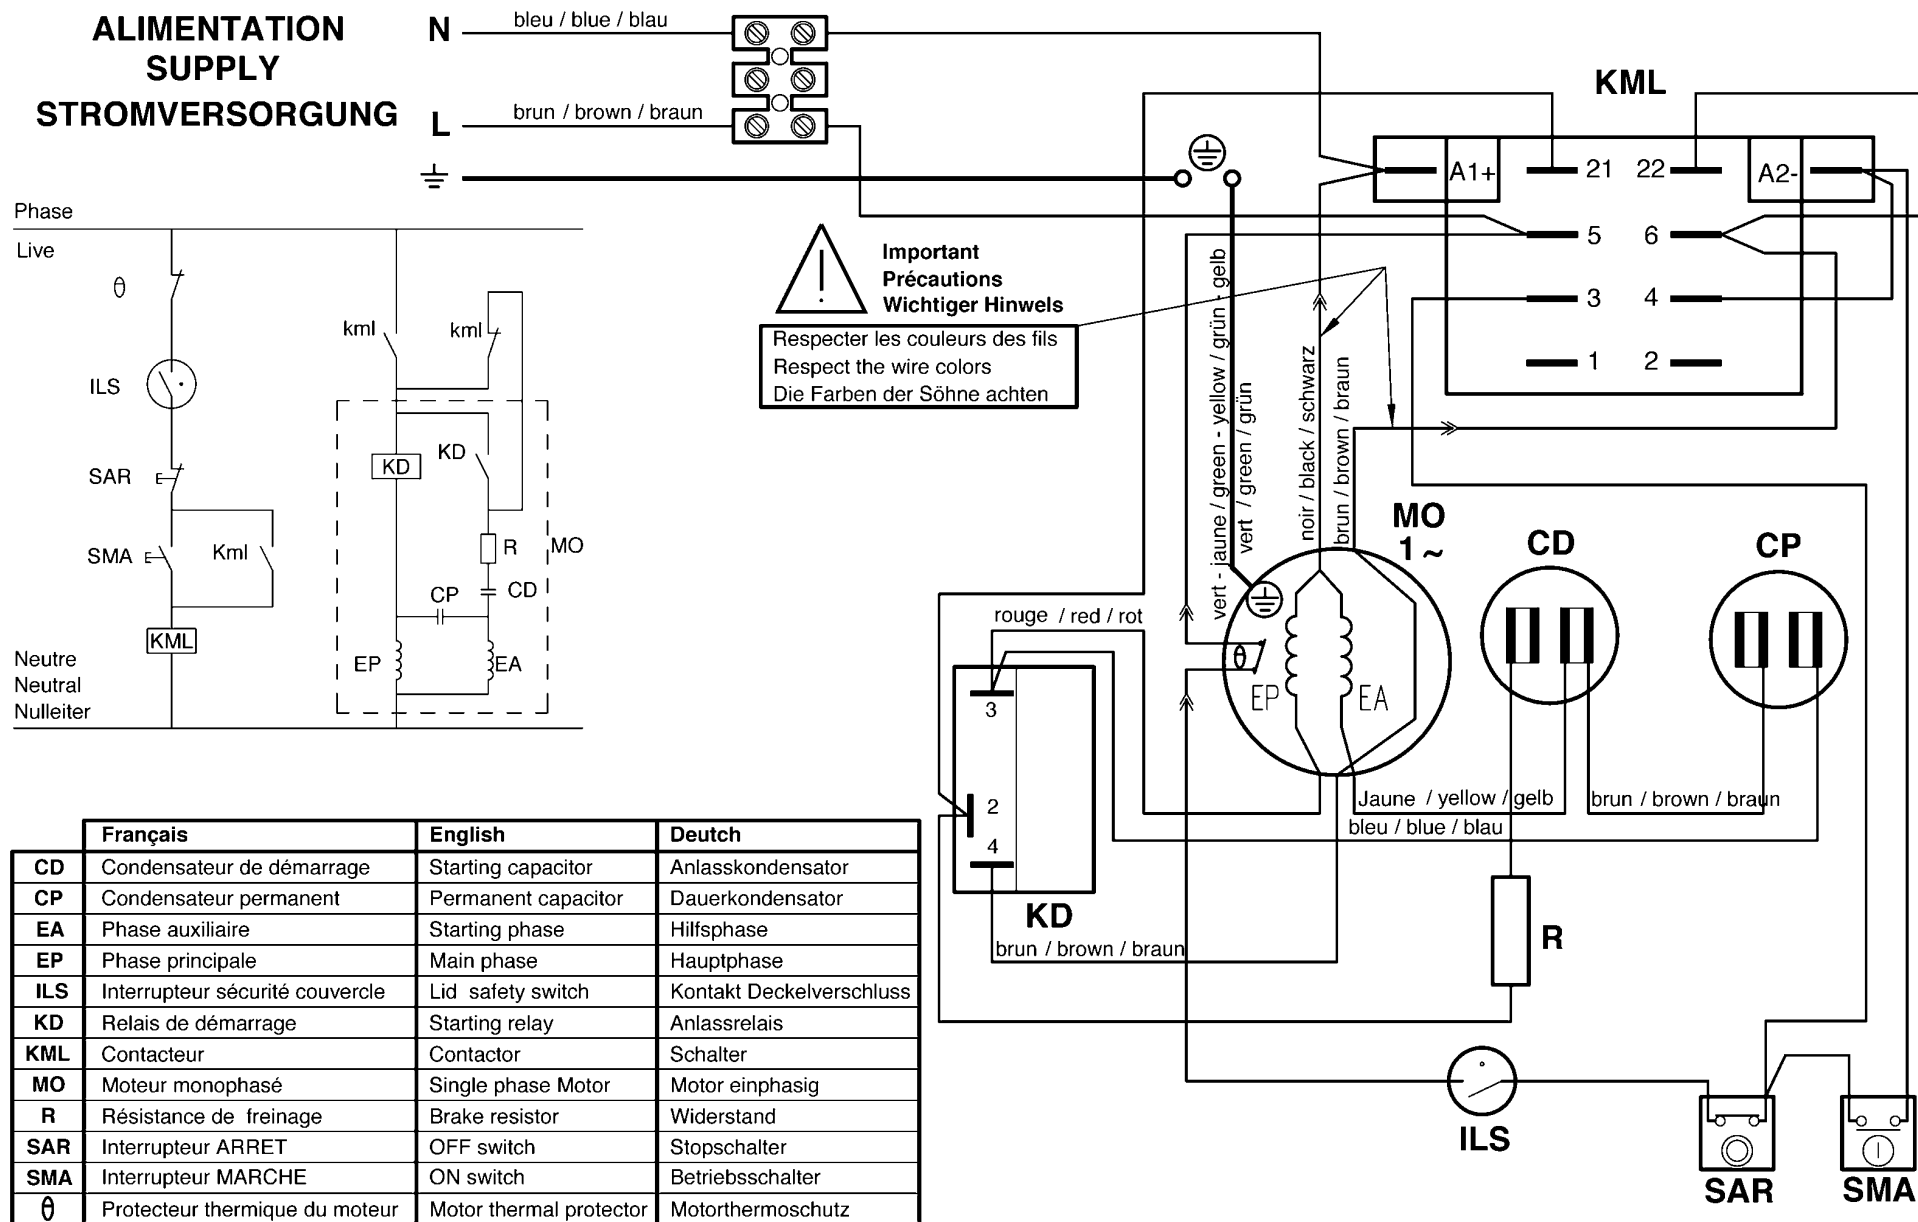 ALIMENTATION
SUPPLY
STROMVERSORGUNG
N
bleu / blue / blau
L
brun / brown / braun
KML
A1+
21
22
A2-
5
6
3
4
1
2
Important
Précautions
Wichtiger Hinwels
Respecter les couleurs des fils
Respect the wire colors
Die Farben der Söhne achten
vert - jaune / green - yellow / grün - gelb
vert / green / grün
noir / black / schwarz
brun / brown / braun
Phase
Live
θ
ILS
SAR
SMA
Kml
KML
kml
kml
KD
KD
R
MO
CP
CD
EP
EA
Neutre
Neutral
Nulleiter
MO
1 ~
CD
CP
θ
EP
EA
rouge / red / rot
3
2
4
KD
brun / brown / braun
Jaune / yellow / gelb
brun / brown / braun
bleu / blue / blau
R
ILS
SAR
SMA
Français English Deutch
CD Condensateur de démarrage Starting capacitor Anlasskondensator
CP Condensateur permanent Permanent capacitor Dauerkondensator
EA Phase auxiliaire Starting phase Hilfsphase
EP Phase principale Main phase Hauptphase
ILS Interrupteur sécurité couvercle Lid safety switch Kontakt Deckelverschluss
KD Relais de démarrage Starting relay Anlassrelais
KML Contacteur Contactor Schalter
MO Moteur monophasé Single phase Motor Motor einphasig
R Résistance de freinage Brake resistor Widerstand
SAR Interrupteur ARRET OFF switch Stopschalter
SMA Interrupteur MARCHE ON switch Betriebsschalter
θ Protecteur thermique du moteur Motor thermal protector Motorthermoschutz